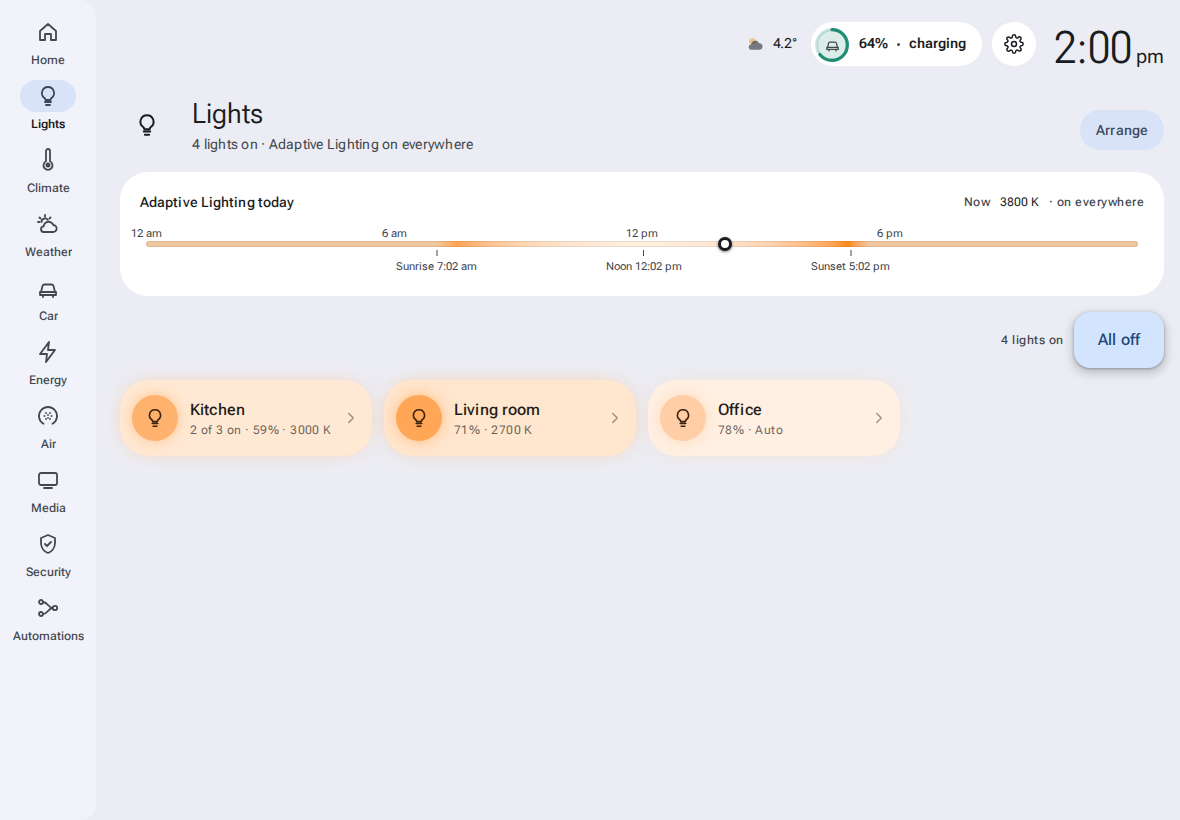 Home
Lights
Climate
Weather
Car
Energy
Air
Media
Security
Automations
4.2°
64% · charging
2:00 pm
Lights
4 lights on · Adaptive Lighting on everywhere
Arrange
Adaptive Lighting today
Now 3800 K · on everywhere
12 am 6 am 12 pm 6 pm
Sunrise 7:02 am Noon 12:02 pm Sunset 5:02 pm
4 lights on
All off
Kitchen
2 of 3 on · 59% · 3000 K
Living room
71% · 2700 K
Office
78% · Auto